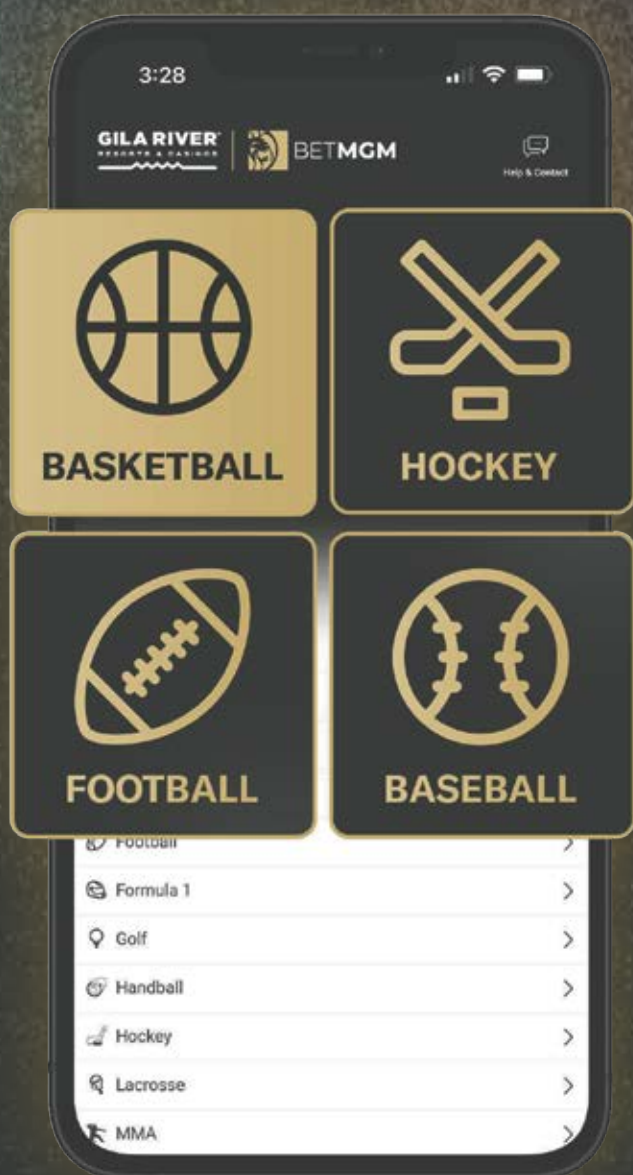 3:28
GILA RIVER
RESORTS & CASINOS
BETMGM
Help & Contact
BASKETBALL
HOCKEY
FOOTBALL
BASEBALL
Football
Formula 1
Golf
Handball
Hockey
Lacrosse
MMA